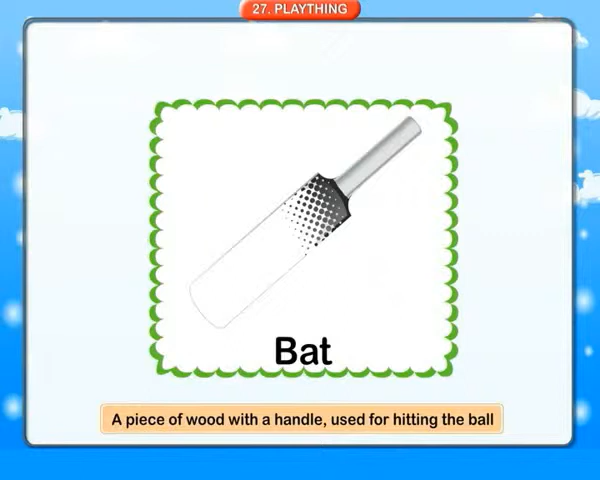 27. PLAYTHING
Bat
A piece of wood with a handle, used for hitting the ball